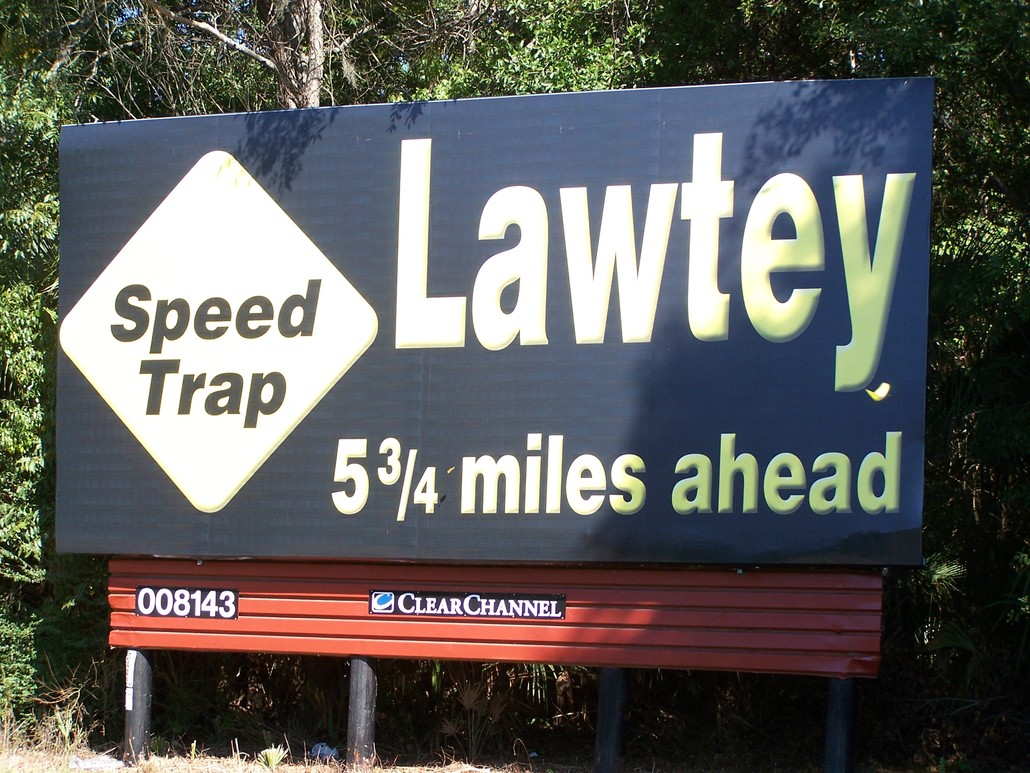 Speed
Trap
Lawtey
5 3/4 miles ahead
008143
CLEARCHANNEL